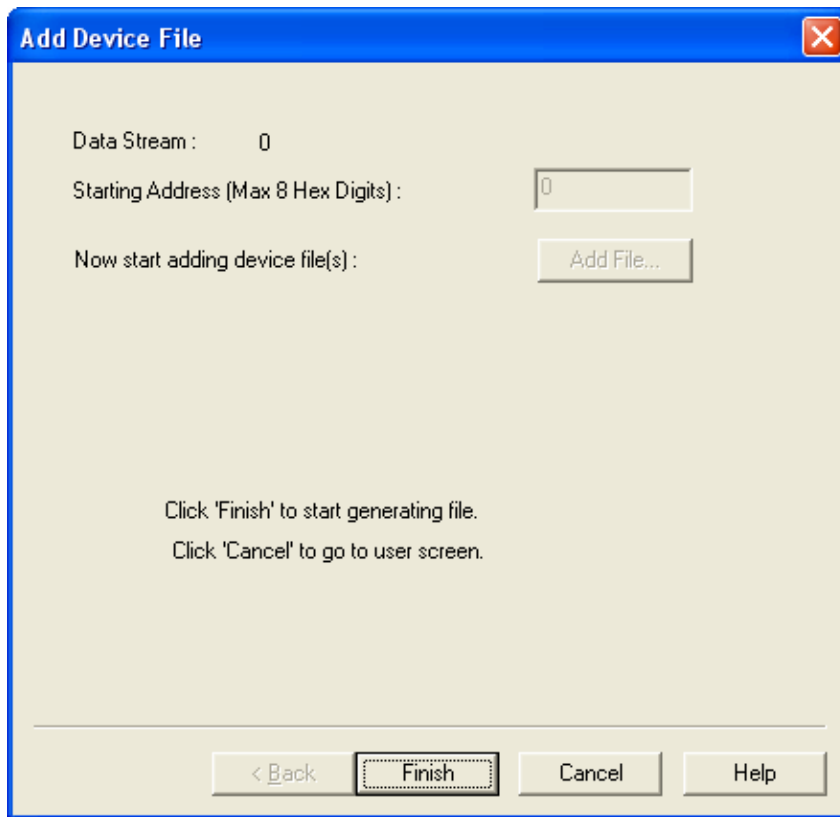 Add Device File
Data Stream : 0
Starting Address (Max 8 Hex Digits) : 0
Now start adding device file(s) : Add File...
Click 'Finish' to start generating file.
Click 'Cancel' to go to user screen.
< Back Finish Cancel Help